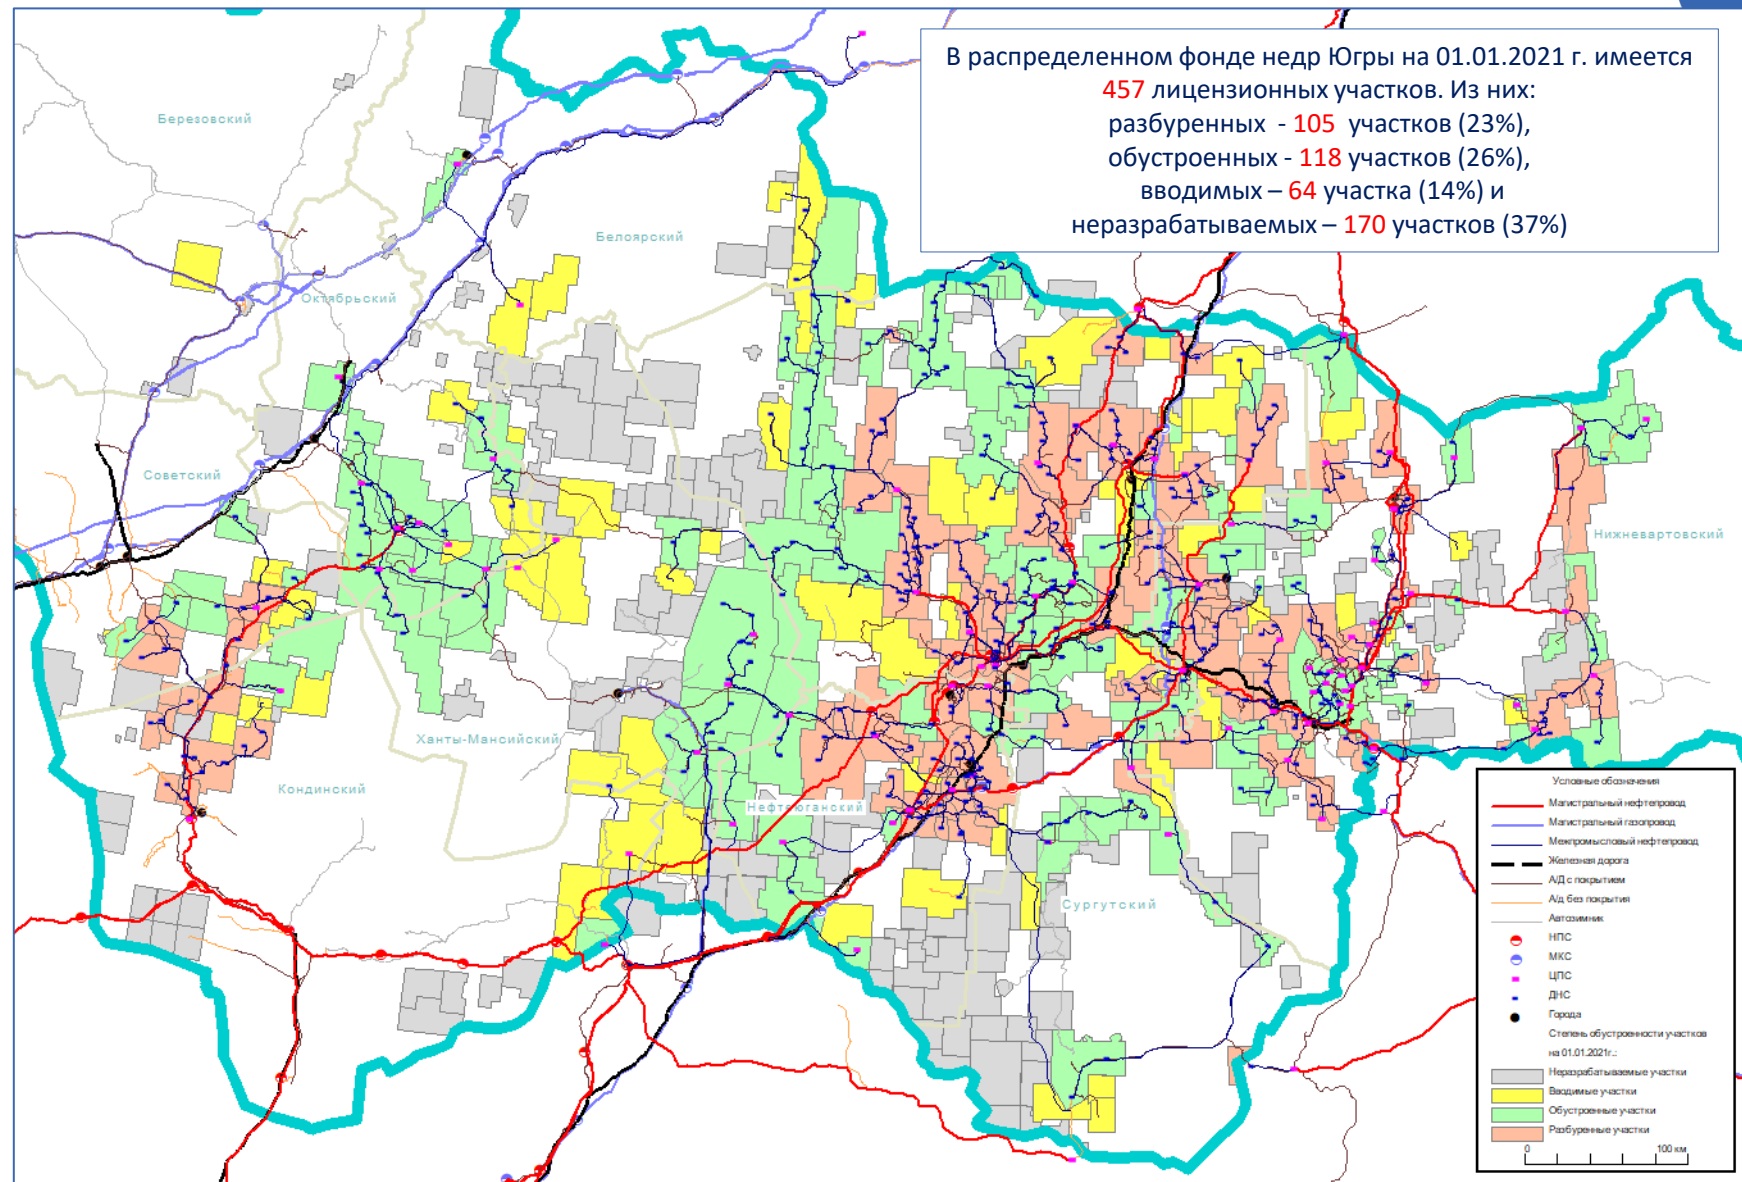 В распределенном фонде недр Югры на 01.01.2021 г. имеется
457 лицензионных участков. Из них:
разбуренных - 105 участков (23%),
обустроенных - 118 участков (26%),
вводимых – 64 участка (14%) и
неразрабатываемых – 170 участков (37%)
Березовский
Белоярский
Октябрьский
Советский
Нижневартовский
Ханты-Мансийский
Кондинский
Нефтеюганский
Сургутский
Условные обозначения
Магистральный нефтепровод
Магистральный газопровод
Межпромысловый нефтепровод
Железная дорога
А/Д с покрытием
А/д без покрытия
Автозимник
НПС
МКС
ЦПС
ДНС
Города
Степень обустроенности участков
на 01.01.2021г.:
Неразрабатываемые участки
Вводимые участки
Обустроенные участки
Разбуренные участки
0 100 км